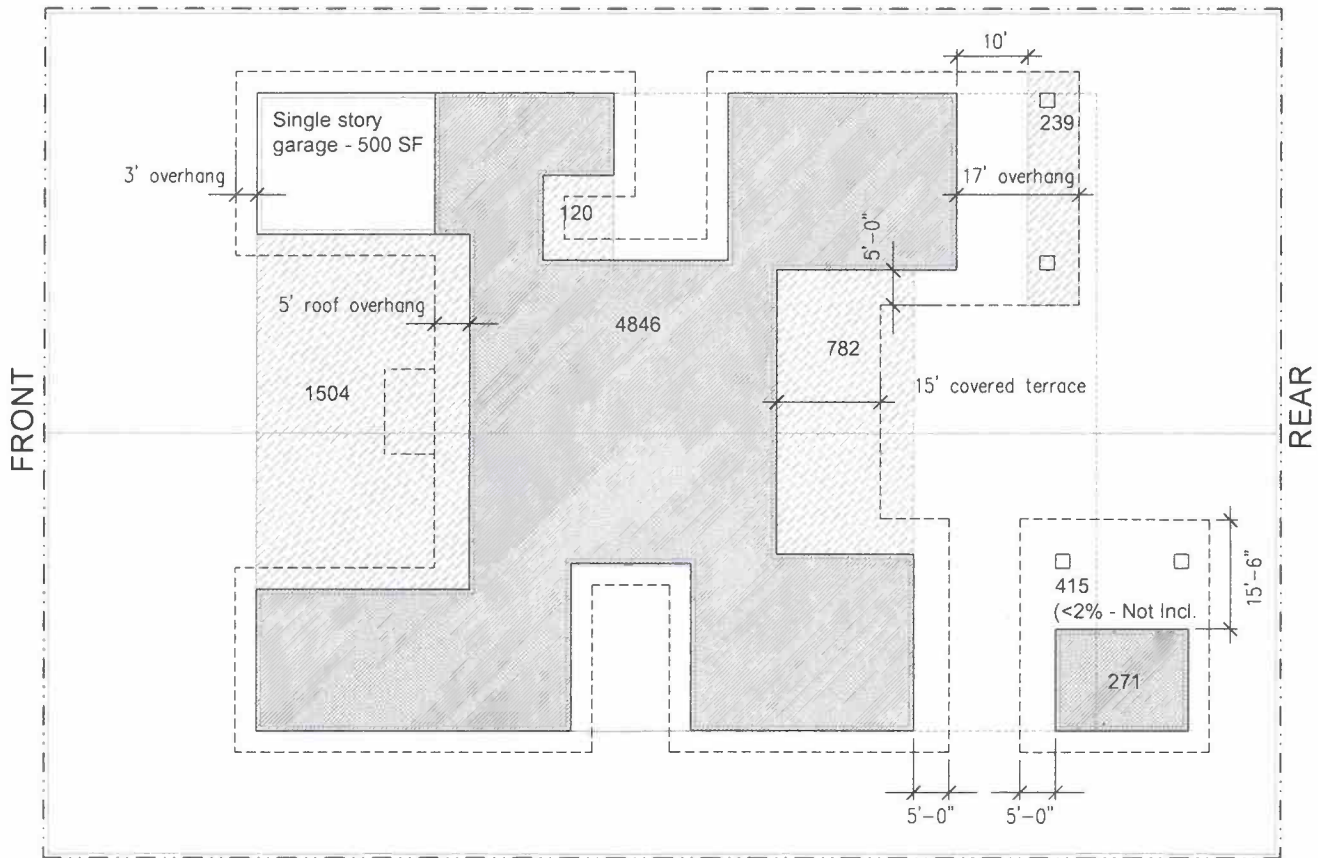 10'
Single story
garage - 500 SF
239
3' overhang
17' overhang
120
5'-0"
5' roof overhang
4846
782
1504
15' covered terrace
FRONT
REAR
15'-6"
415
(<2% - Not Incl.
271
5'-0"
5'-0"